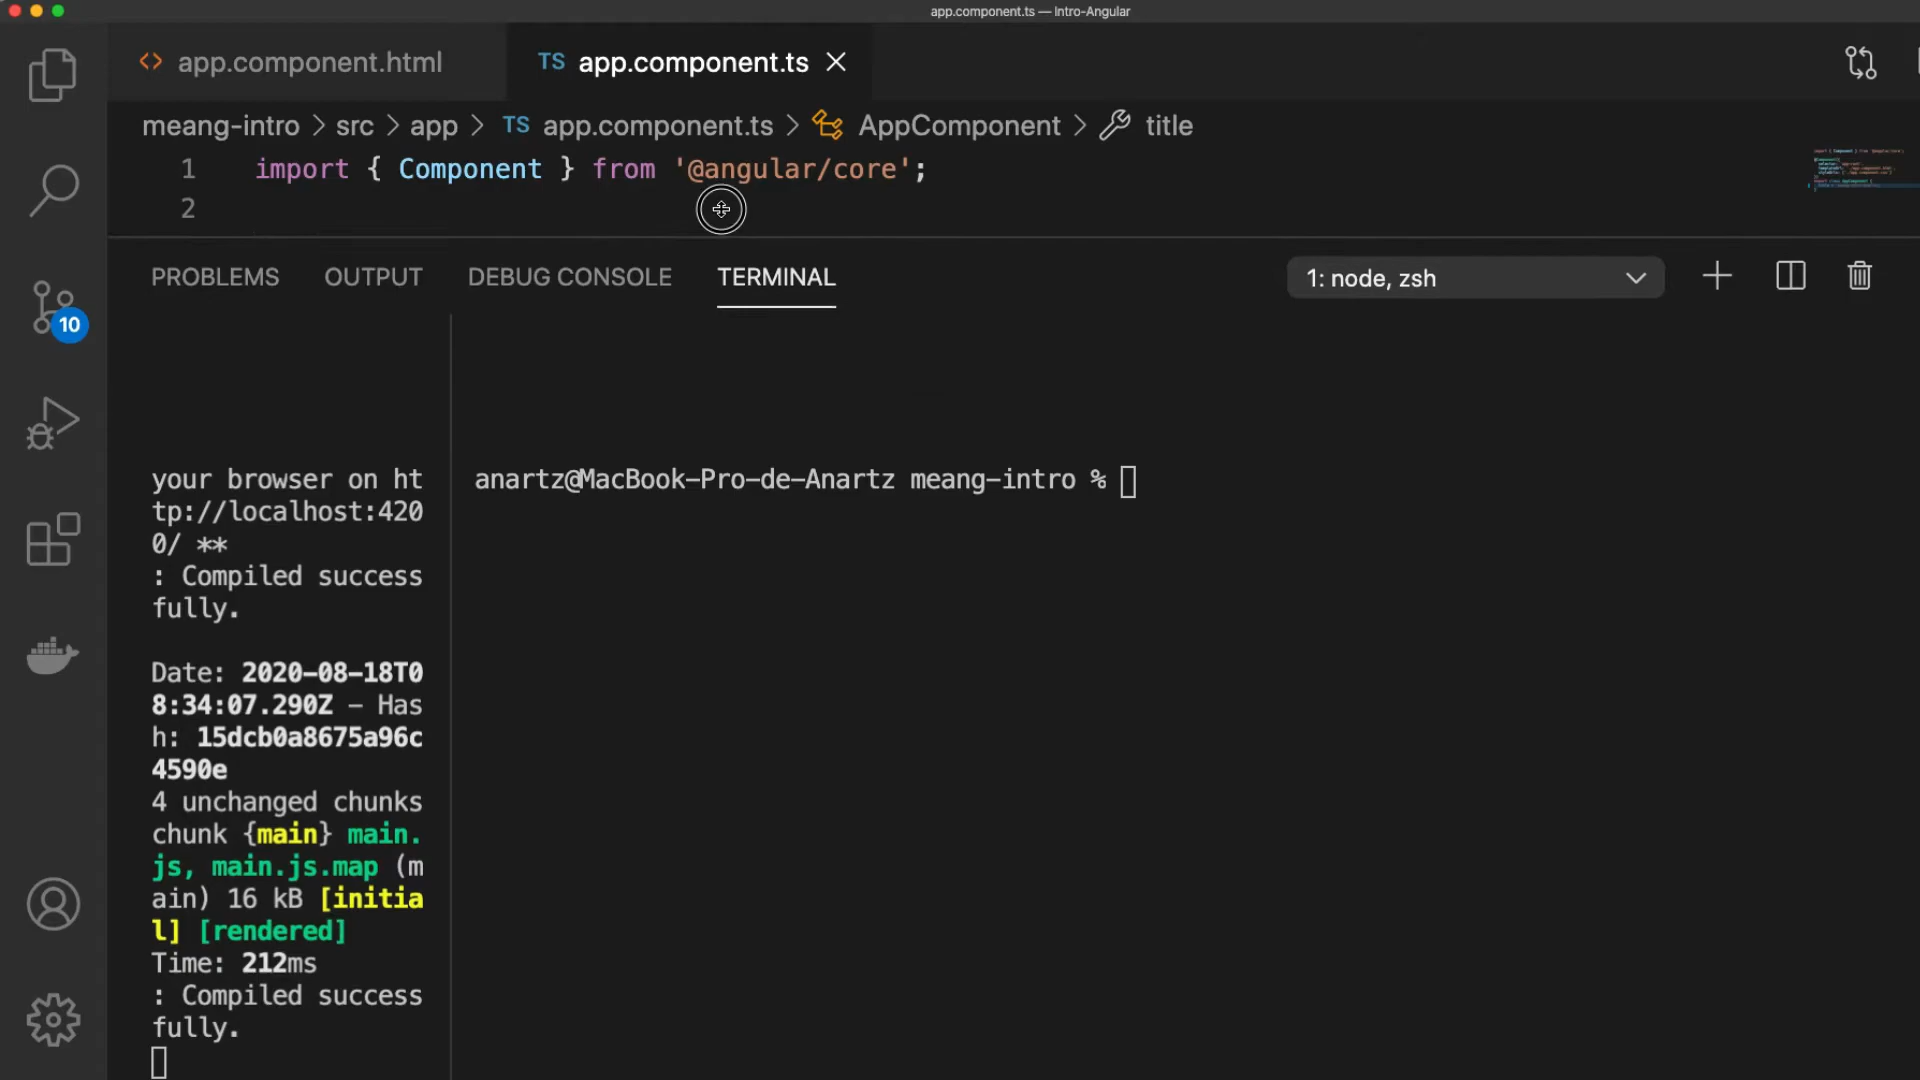 app.component.ts — Intro-Angular
<> app.component.html
TS app.component.ts
meang-intro > src > app > TS app.component.ts > AppComponent > title
1 import { Component } from '@angular/core';
2
PROBLEMS OUTPUT DEBUG CONSOLE TERMINAL
1: node, zsh
10
your browser on ht
tp://localhost:420
0/ **
: Compiled success
fully.
Date: 2020-08-18T0
8:34:07.290Z - Has
h: 15dcb0a8675a96c
4590e
4 unchanged chunks
chunk {main} main.
js, main.js.map (m
ain) 16 kB [initia
l] [rendered]
Time: 212ms
: Compiled success
fully.
anartz@MacBook-Pro-de-Anartz meang-intro %